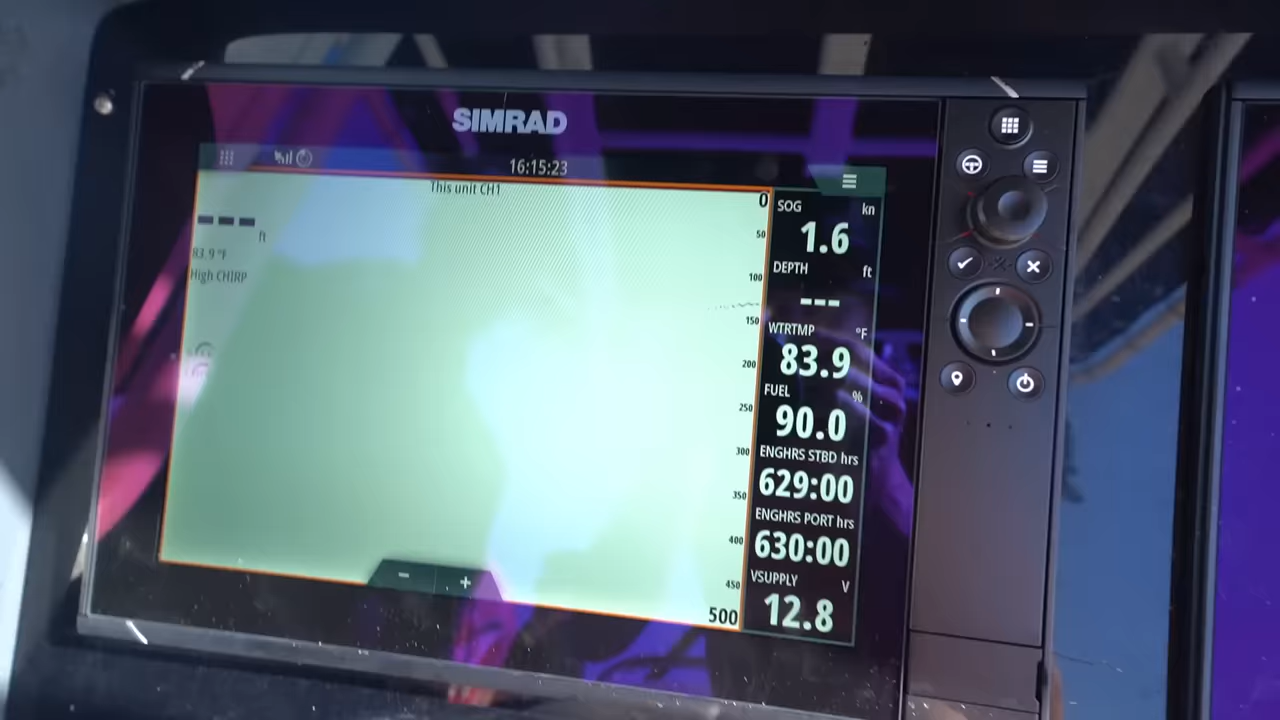 SIMRAD
16:15:23
This unit CH1
--- ft
83.9 °F
High CHIRP
0
50
100
150
200
250
300
350
400
450
500
- +
SOG kn
1.6
DEPTH ft
---
WTRTMP °F
83.9
FUEL %
90.0
ENGHRS STBD hrs
629:00
ENGHRS PORT hrs
630:00
VSUPPLY V
12.8